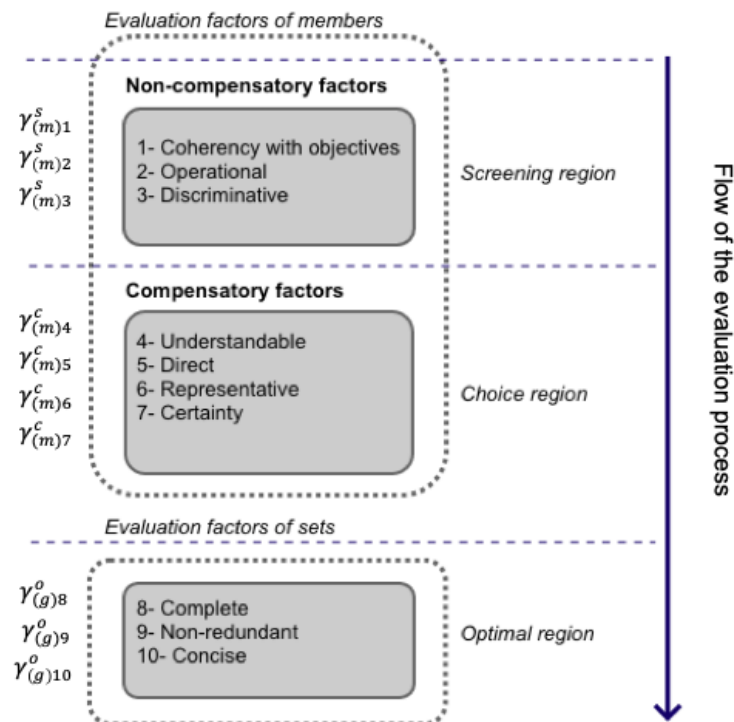 Evaluation factors of members
Non-compensatory factors
γ^s_(m)1
γ^s_(m)2
γ^s_(m)3
1- Coherency with objectives
2- Operational
3- Discriminative
Screening region
Compensatory factors
γ^c_(m)4
γ^c_(m)5
γ^c_(m)6
γ^c_(m)7
4- Understandable
5- Direct
6- Representative
7- Certainty
Choice region
Evaluation factors of sets
γ^o_(g)8
γ^o_(g)9
γ^o_(g)10
8- Complete
9- Non-redundant
10- Concise
Optimal region
Flow of the evaluation process